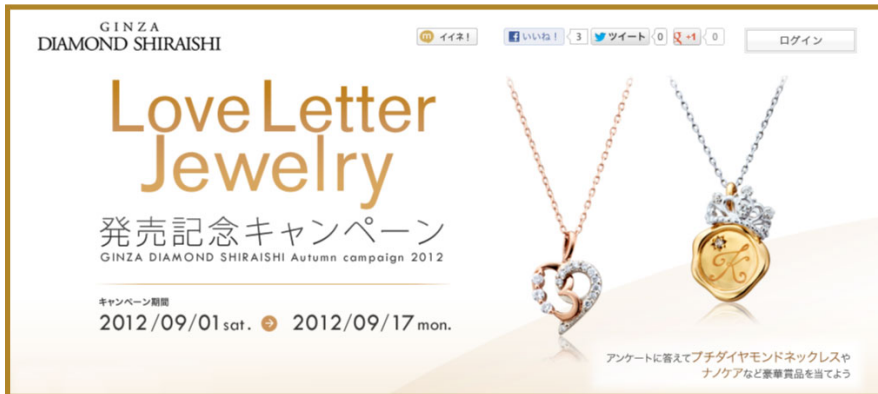 GINZA
DIAMOND SHIRAISHI
イイネ！
いいね！ 3
ツイート 0
+1 0
ログイン
Love Letter
Jewelry
発売記念キャンペーン
GINZA DIAMOND SHIRAISHI Autumn campaign 2012
キャンペーン期間
2012/09/01 sat. 2012/09/17 mon.
K
アンケートに答えてプチダイヤモンドネックレスや
ナノケアなど豪華賞品を当てよう